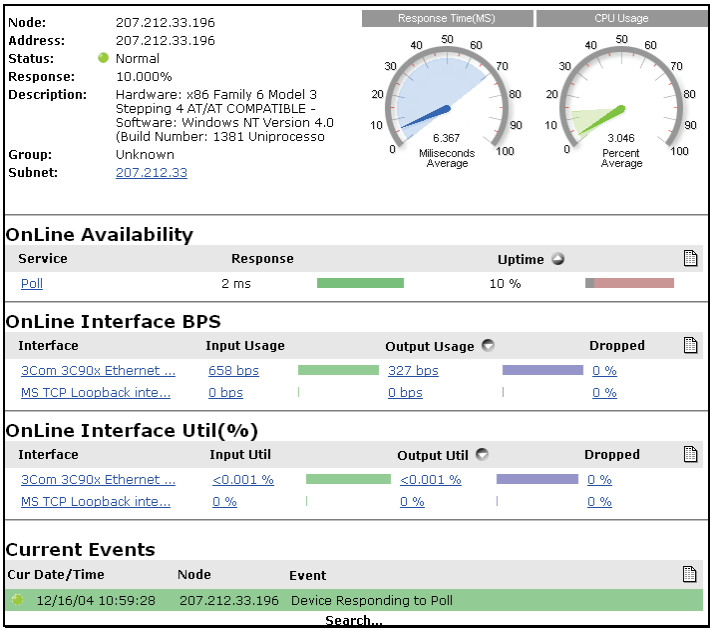 Node: 207.212.33.196
Address: 207.212.33.196
Status: Normal
Response: 10.000%
Description: Hardware: x86 Family 6 Model 3
Stepping 4 AT/AT COMPATIBLE -
Software: Windows NT Version 4.0
(Build Number: 1381 Uniprocesso
Group: Unknown
Subnet: 207.212.33
Response Time(MS)
0 10 20 30 40 50 60 70 80 90 100
6.367
Miliseconds
Average
CPU Usage
0 10 20 30 40 50 60 70 80 90 100
3.046
Percent
Average
OnLine Availability
Service Response Uptime
Poll 2 ms 10 %
OnLine Interface BPS
Interface Input Usage Output Usage Dropped
3Com 3C90x Ethernet ... 658 bps 327 bps 0 %
MS TCP Loopback inte... 0 bps 0 bps 0 %
OnLine Interface Util(%)
Interface Input Util Output Util Dropped
3Com 3C90x Ethernet ... <0.001 % <0.001 % 0 %
MS TCP Loopback inte... 0 % 0 % 0 %
Current Events
Cur Date/Time Node Event
12/16/04 10:59:28 207.212.33.196 Device Responding to Poll
Search...